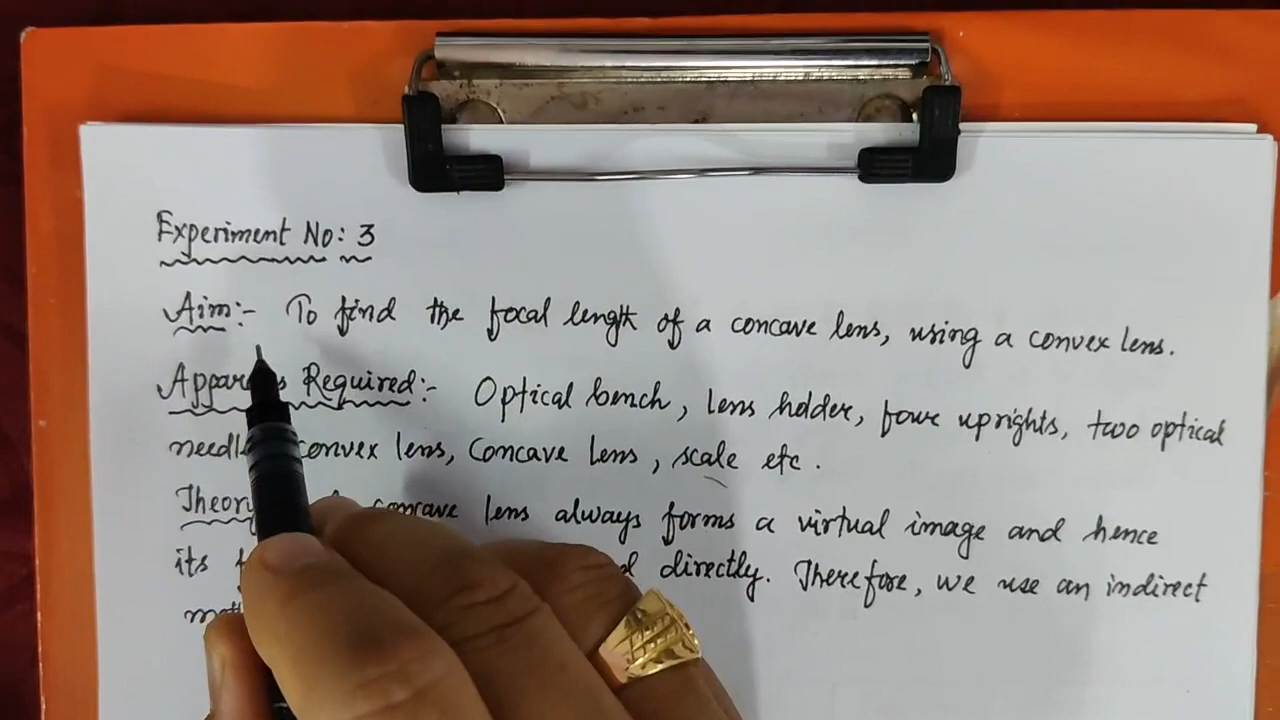 Experiment No: 3
Aim:- To find the focal length of a concave lens, using a convex lens.
Required:- Optical bench, lens holder, four uprights, two optical
convex lens, Concave lens, scale etc.
Theory concave lens always forms a virtual image and hence
its directly. Therefore, we use an indirect